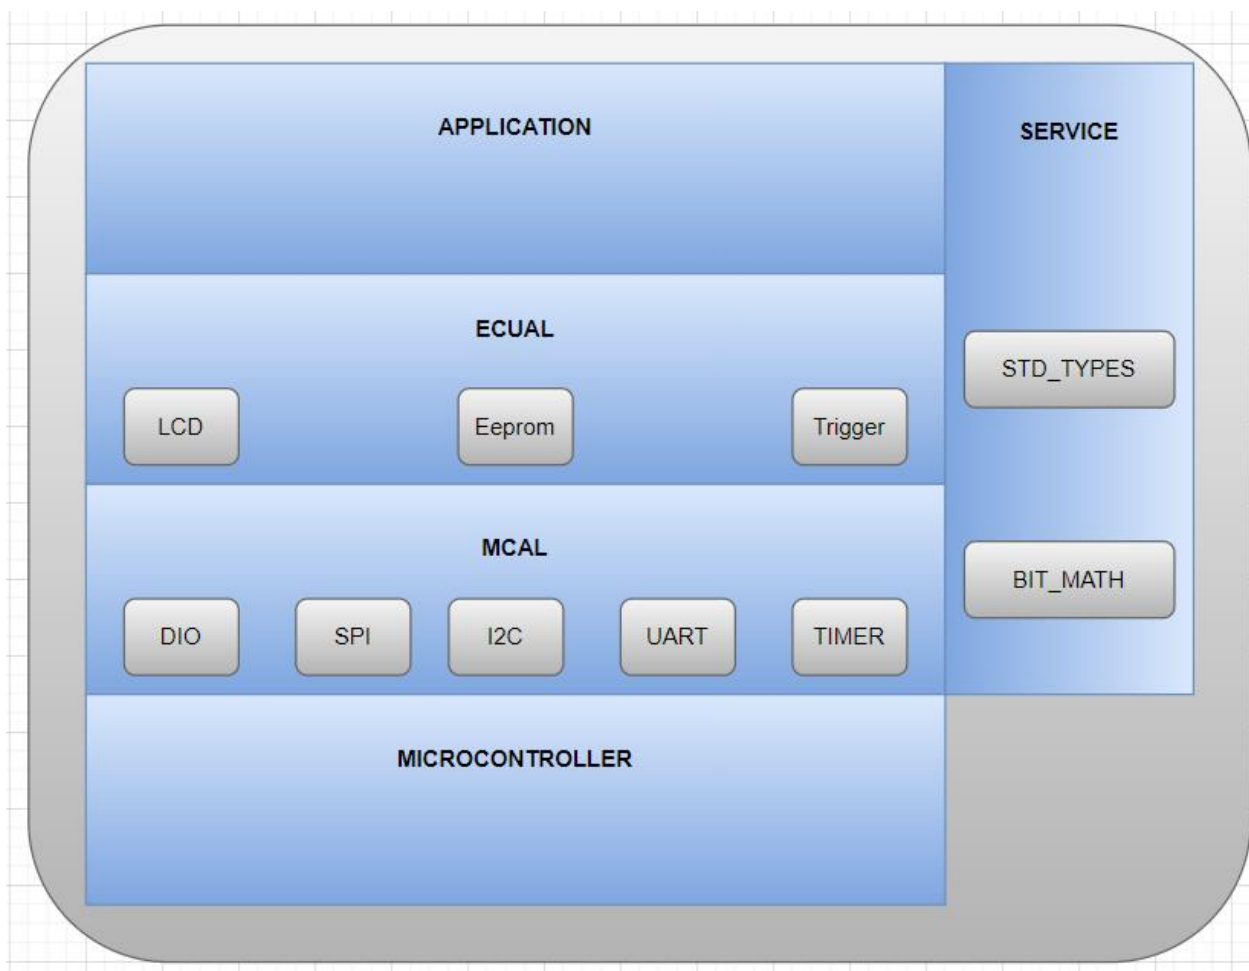 APPLICATION
SERVICE
ECUAL
STD_TYPES
LCD
Eeprom
Trigger
MCAL
BIT_MATH
DIO
SPI
I2C
UART
TIMER
MICROCONTROLLER